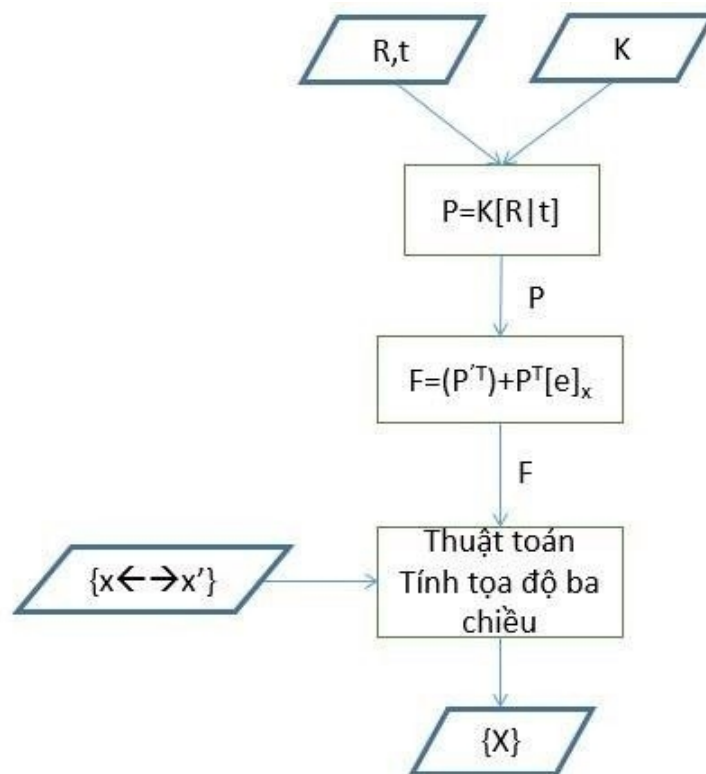 R,t
K
P=K[R|t]
P
F=(P'ᵀ)+Pᵀ[e]ₓ
F
{x←→x’}
Thuật toán
Tính tọa độ ba
chiều
{X}